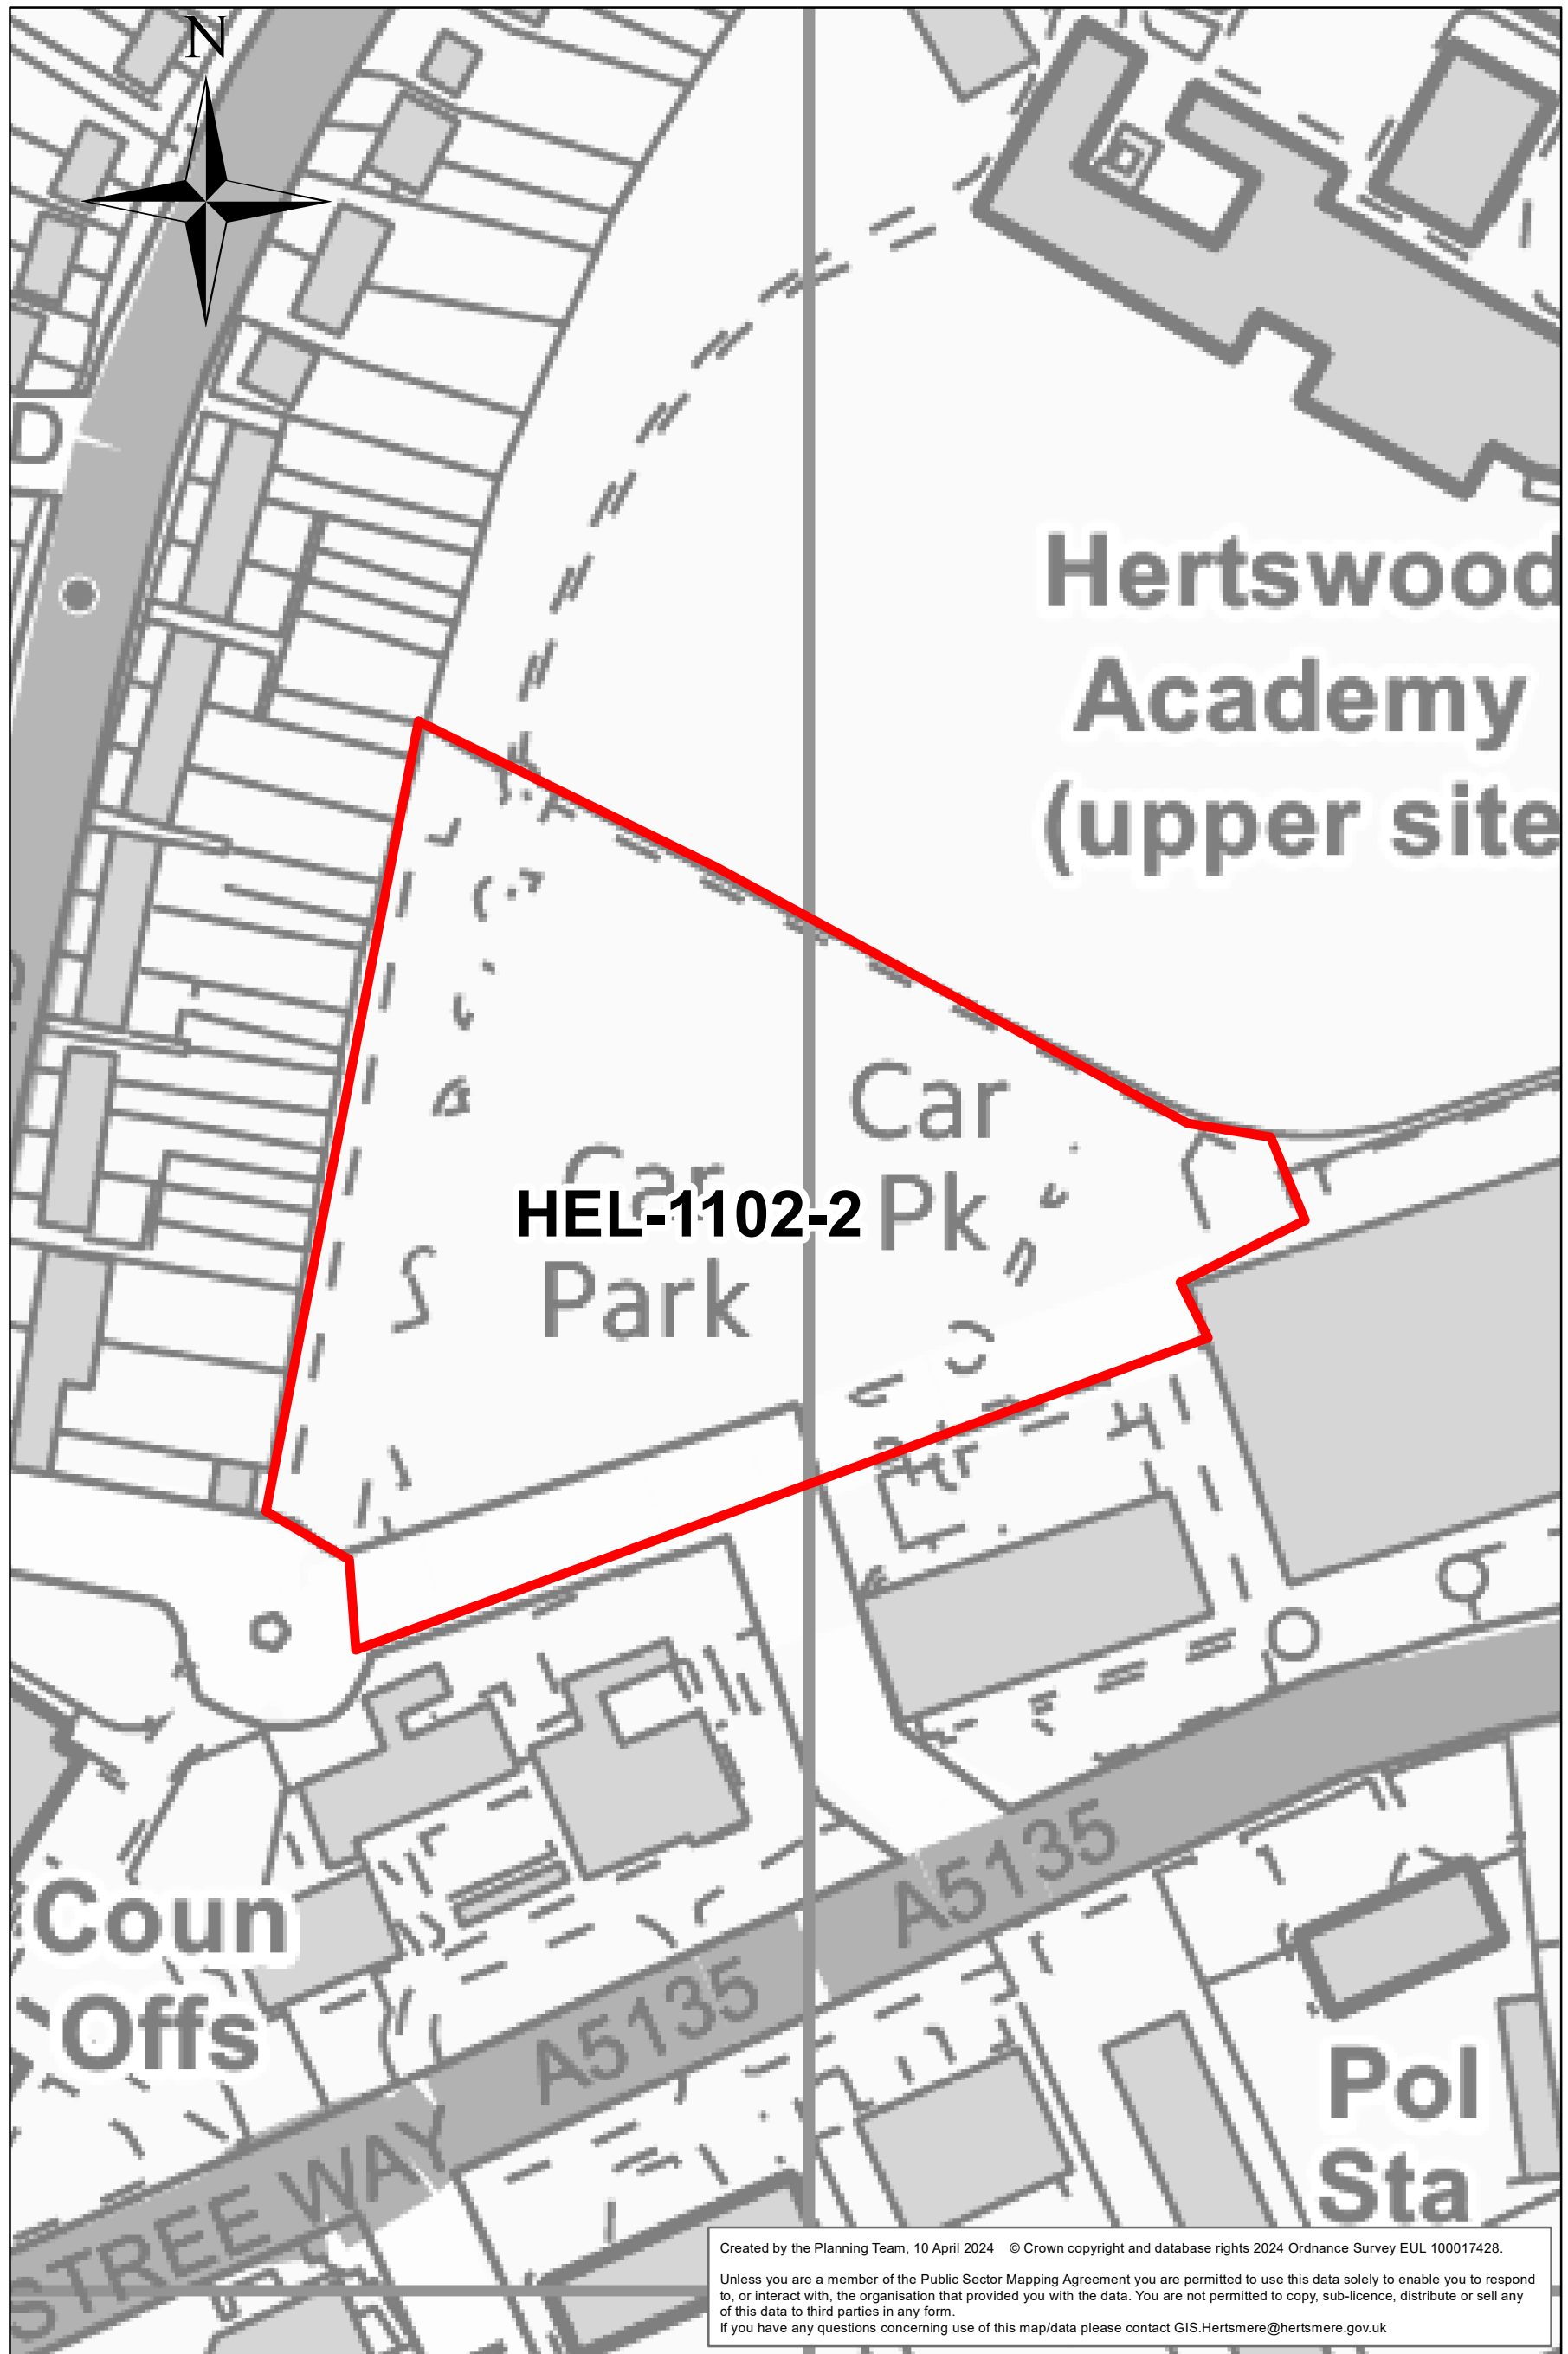 N
D
Hertswood
Academy
(upper site
Car
Pk
Car
HEL-1102-2
Park
A5135
Coun
Offs
A5135
Pol
Sta
STREE WAY
Created by the Planning Team, 10 April 2024 © Crown copyright and database rights 2024 Ordnance Survey EUL 100017428.
Unless you are a member of the Public Sector Mapping Agreement you are permitted to use this data solely to enable you to respond
to, or interact with, the organisation that provided you with the data. You are not permitted to copy, sub-licence, distribute or sell any
of this data to third parties in any form.
If you have any questions concerning use of this map/data please contact GIS.Hertsmere@hertsmere.gov.uk